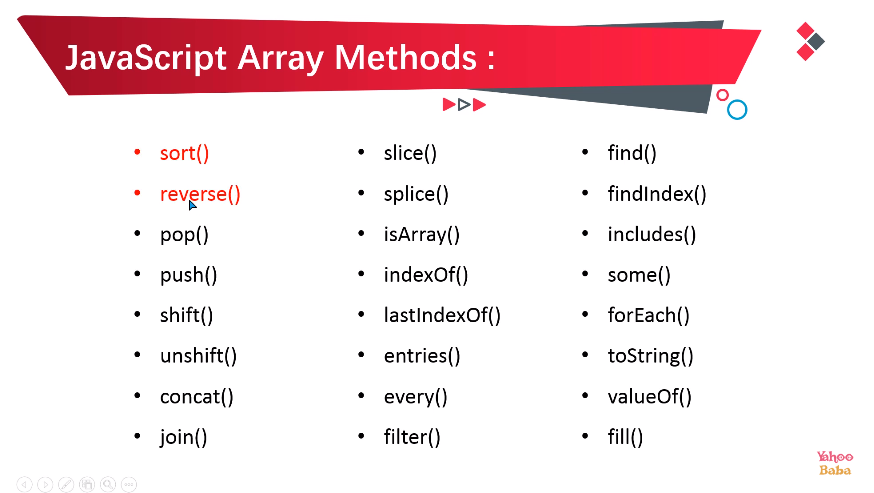 JavaScript Array Methods :
• sort()
• reverse()
• pop()
• push()
• shift()
• unshift()
• concat()
• join()
• slice()
• splice()
• isArray()
• indexOf()
• lastIndexOf()
• entries()
• every()
• filter()
• find()
• findIndex()
• includes()
• some()
• forEach()
• toString()
• valueOf()
• fill()
Yahoo
Baba